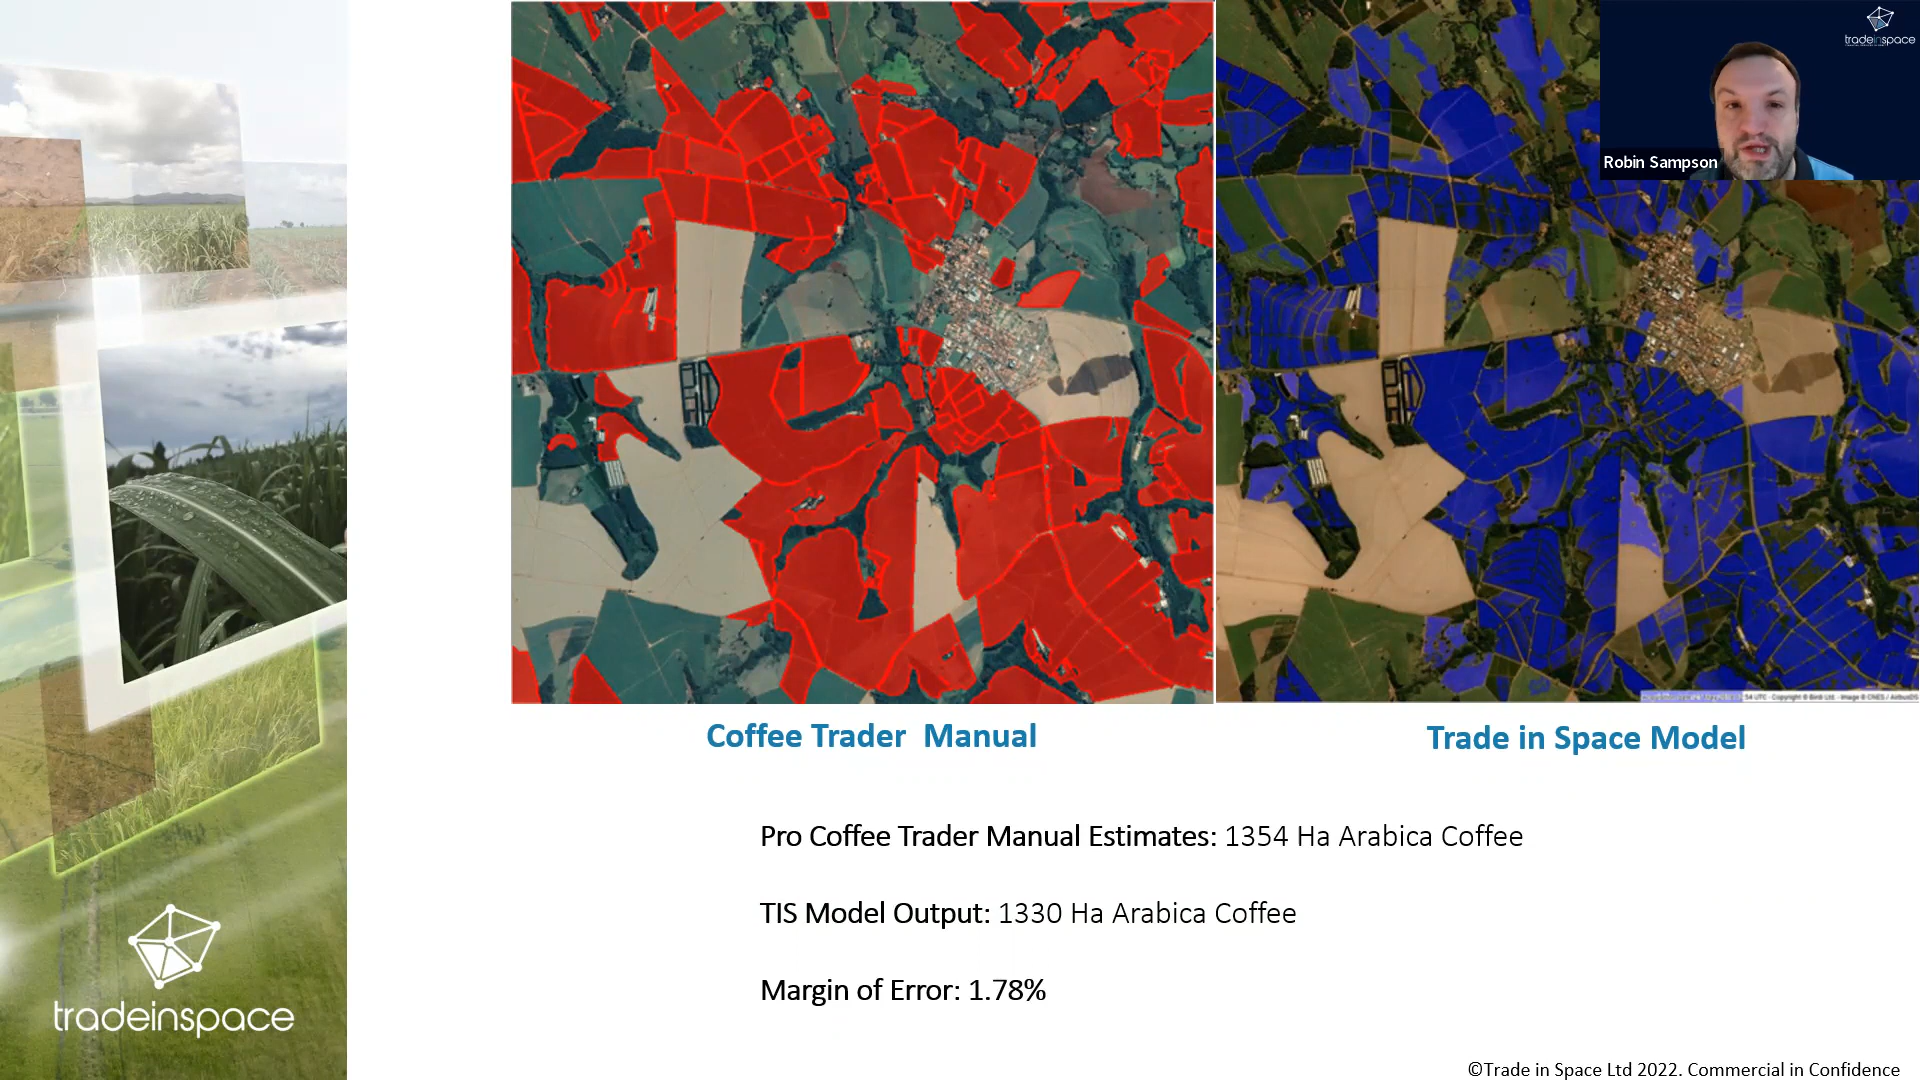 tradeinspace
Robin Sampson
Coffee Trader Manual
Trade in Space Model
Pro Coffee Trader Manual Estimates: 1354 Ha Arabica Coffee
TIS Model Output: 1330 Ha Arabica Coffee
Margin of Error: 1.78%
tradeinspace
©Trade in Space Ltd 2022. Commercial in Confidence